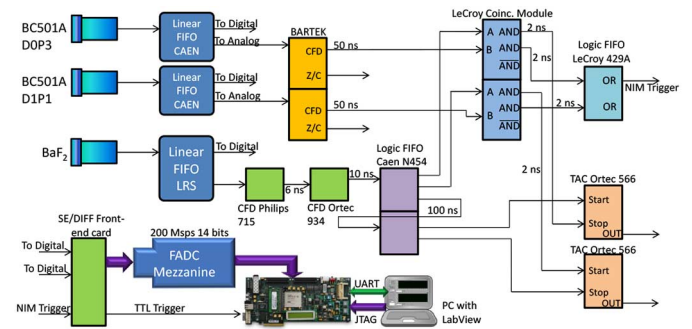 BC501A
D0P3
Linear
FIFO
CAEN
To Digital
To Analog
BARTEK
CFD
Z/C
50 ns
LeCroy Coinc. Module
A AND
B AND
AND
2 ns
2 ns
Logic FIFO
LeCroy 429A
OR
OR
NIM Trigger
BC501A
D1P1
Linear
FIFO
CAEN
To Digital
To Analog
CFD
Z/C
50 ns
A AND
B AND
AND
2 ns
2 ns
BaF2
Linear
FIFO
LRS
To Digital
CFD Philips
715
6 ns
CFD Ortec
934
10 ns
Logic FIFO
Caen N454
100 ns
TAC Ortec 566
Start
Stop
OUT
TAC Ortec 566
Start
Stop
OUT
SE/DIFF Front-
end card
To Digital
To Digital
NIM Trigger
TTL Trigger
200 Msps 14 bits
FADC
Mezzanine
UART
JTAG
PC with
LabView